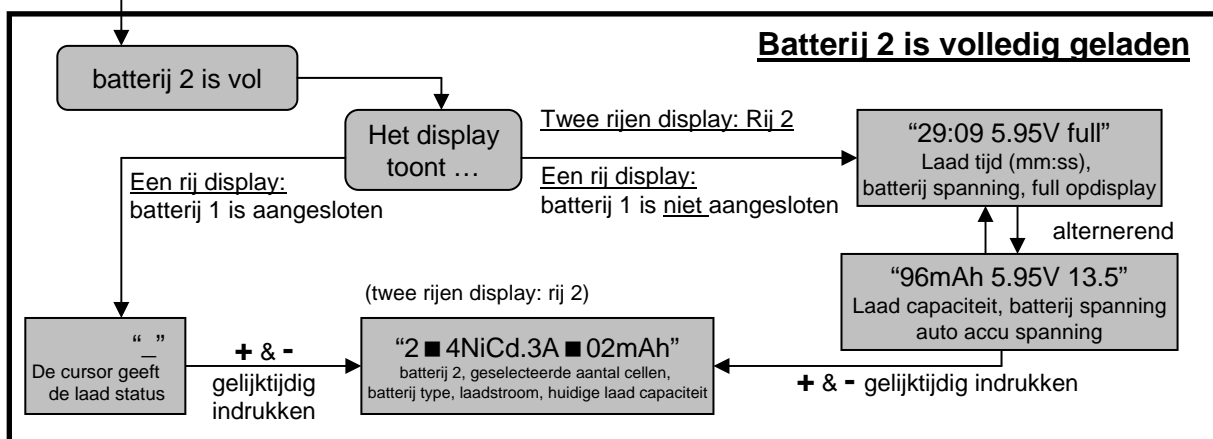 Batterij 2 is volledig geladen
batterij 2 is vol
Het display
toont …
Twee rijen display: Rij 2
Een rij display:
batterij 1 is niet aangesloten
Een rij display:
batterij 1 is aangesloten
“29:09 5.95V full”
Laad tijd (mm:ss),
batterij spanning, full opdisplay
alternerend
“96mAh 5.95V 13.5”
Laad capaciteit, batterij spanning
auto accu spanning
+ & - gelijktijdig indrukken
(twee rijen display: rij 2)
“2 ■ 4NiCd.3A ■ 02mAh”
batterij 2, geselecteerde aantal cellen,
batterij type, laadstroom, huidige laad capaciteit
“_”
De cursor geeft
de laad status
+ & -
gelijktijdig
indrukken